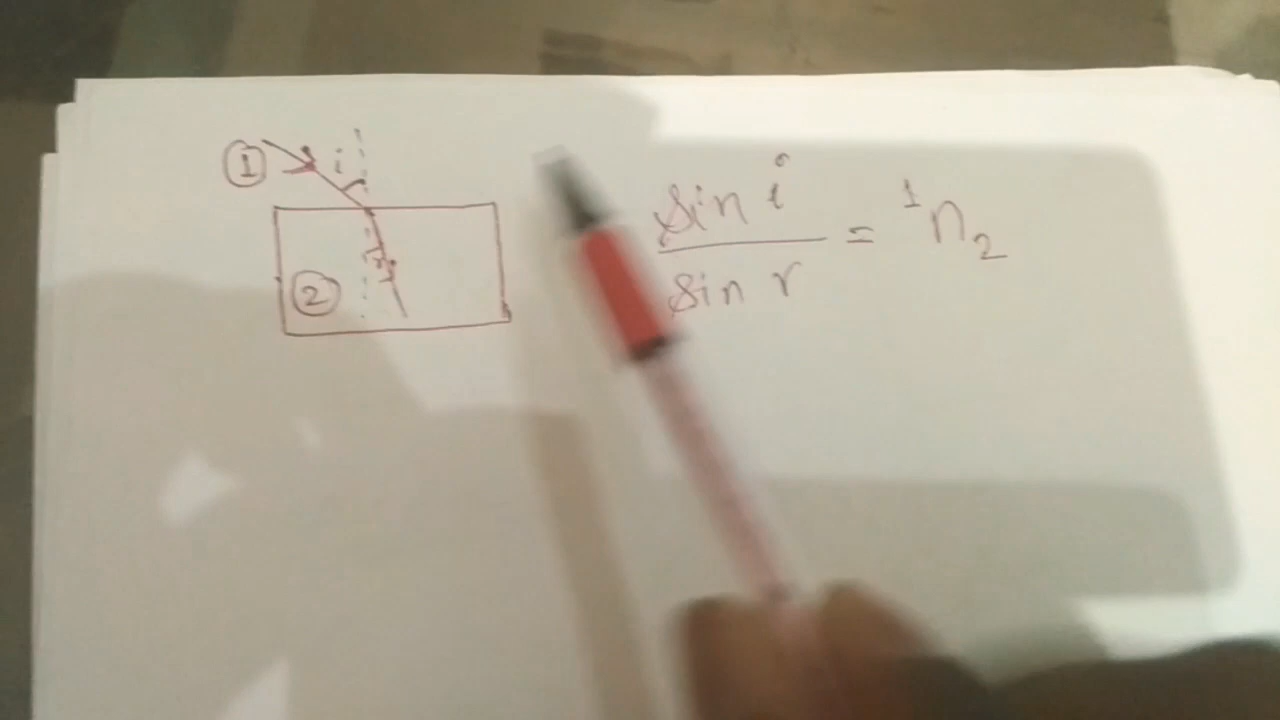 ① i
r
②
sin i / sin r = ¹n₂